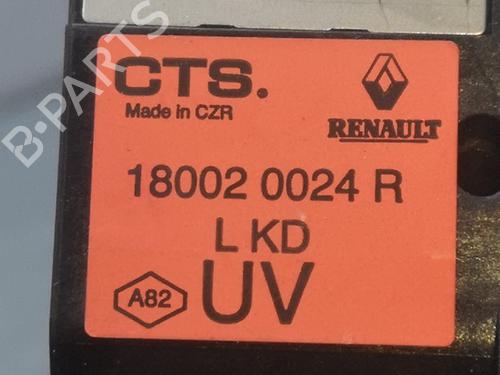 CTS.
Made in CZR
RENAULT
18002 0024 R
L KD
A82
UV
B-PARTS